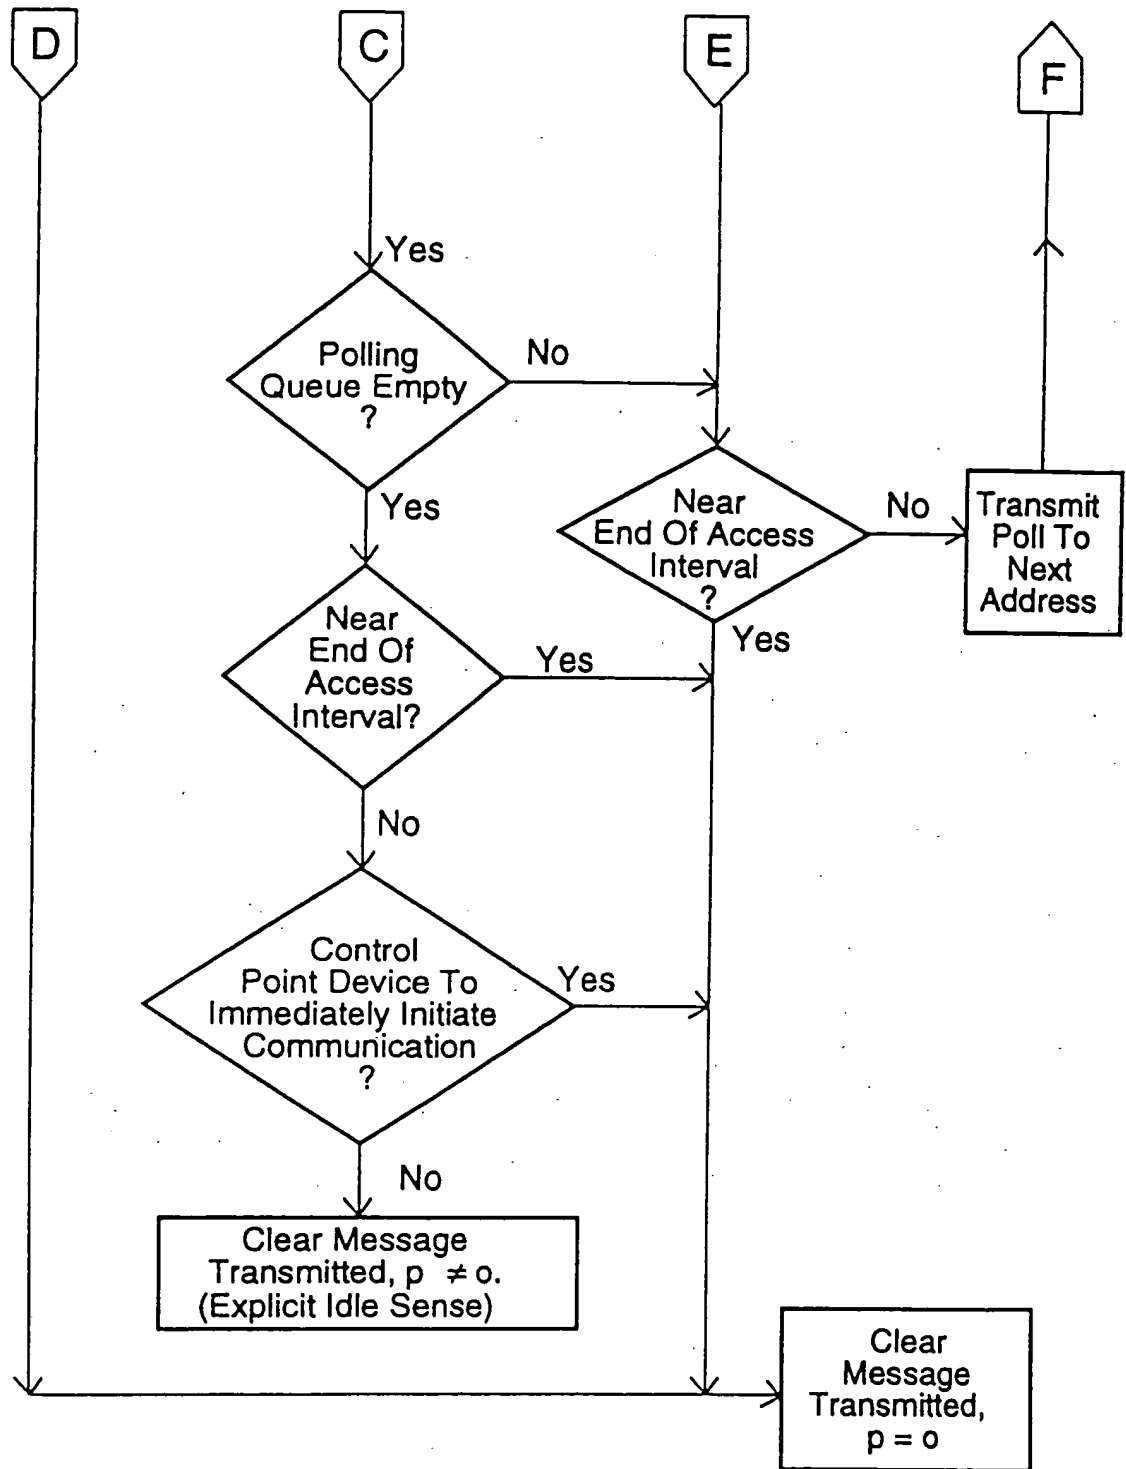 D
C
E
F
Yes
Polling
Queue Empty
?
No
Yes
Near
End Of Access
Interval
?
No
Transmit
Poll To
Next
Address
Yes
Near
End Of
Access
Interval?
Yes
No
Control
Point Device To
Immediately Initiate
Communication
?
Yes
No
Clear Message
Transmitted, p ≠ o.
(Explicit Idle Sense)
Clear
Message
Transmitted,
p = o